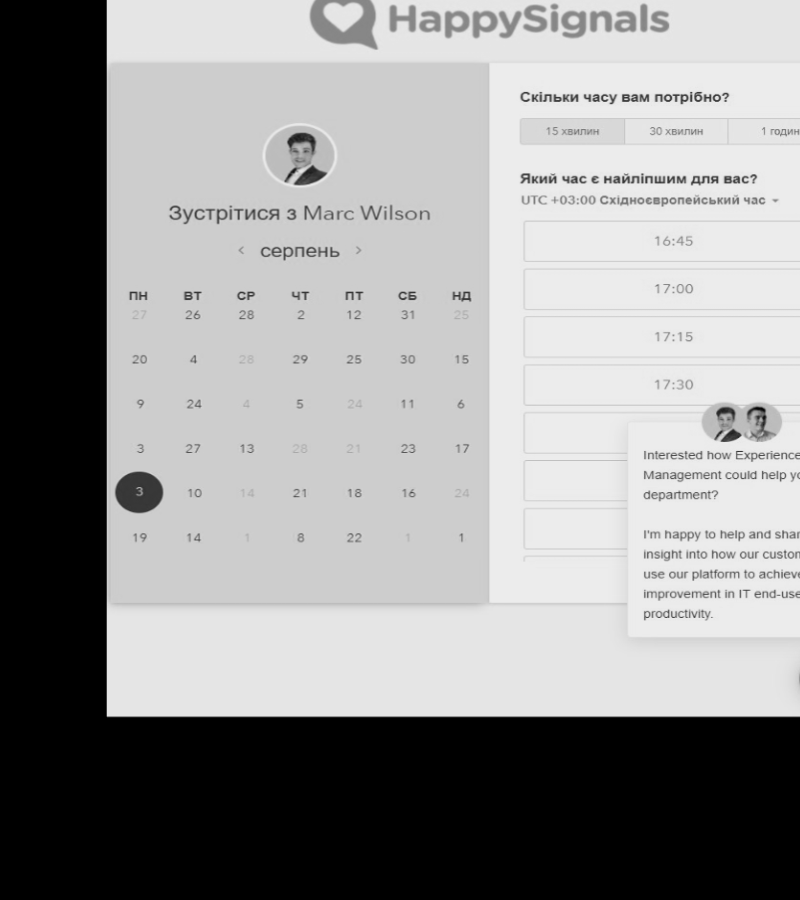 HappySignals
Зустрітися з Marc Wilson
‹ серпень ›
ПН ВТ СР ЧТ ПТ СБ НД
27 26 28 2 12 31 25
20 4 28 29 25 30 15
9 24 4 5 24 11 6
3 27 13 28 21 23 17
3 10 14 21 18 16 24
19 14 1 8 22 1 1
Скільки часу вам потрібно?
15 хвилин 30 хвилин 1 годин
Який час є найліпшим для вас?
UTC +03:00 Східноєвропейський час
16:45
17:00
17:15
17:30
Interested how Experience
Management could help yo
department?
I'm happy to help and shar
insight into how our custom
use our platform to achieve
improvement in IT end-use
productivity.